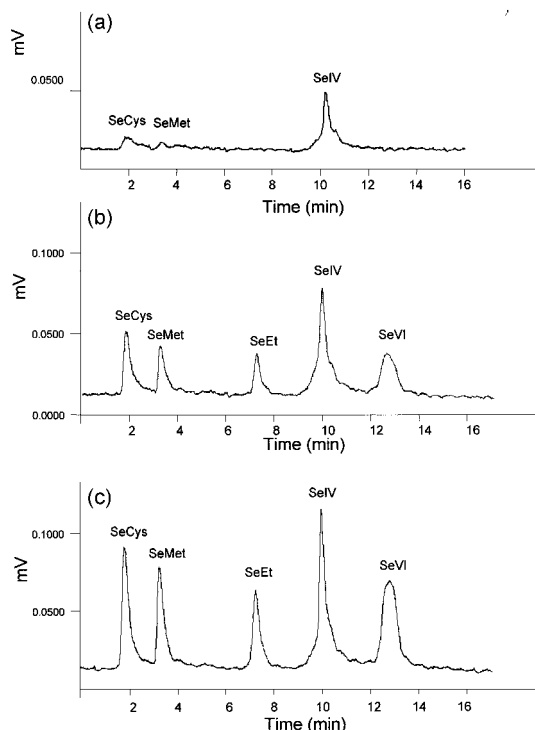 (a)
mV
0.0500
SeCys
SeMet
SeIV
2 4 6 8 10 12 14 16
Time (min)
(b)
mV
0.1000
0.0500
0.0000
SeCys
SeMet
SeEt
SeIV
SeVI
2 4 6 8 10 12 14 16
Time (min)
(c)
mV
0.1000
0.0500
SeCys
SeMet
SeEt
SeIV
SeVI
2 4 6 8 10 12 14 16
Time (min)